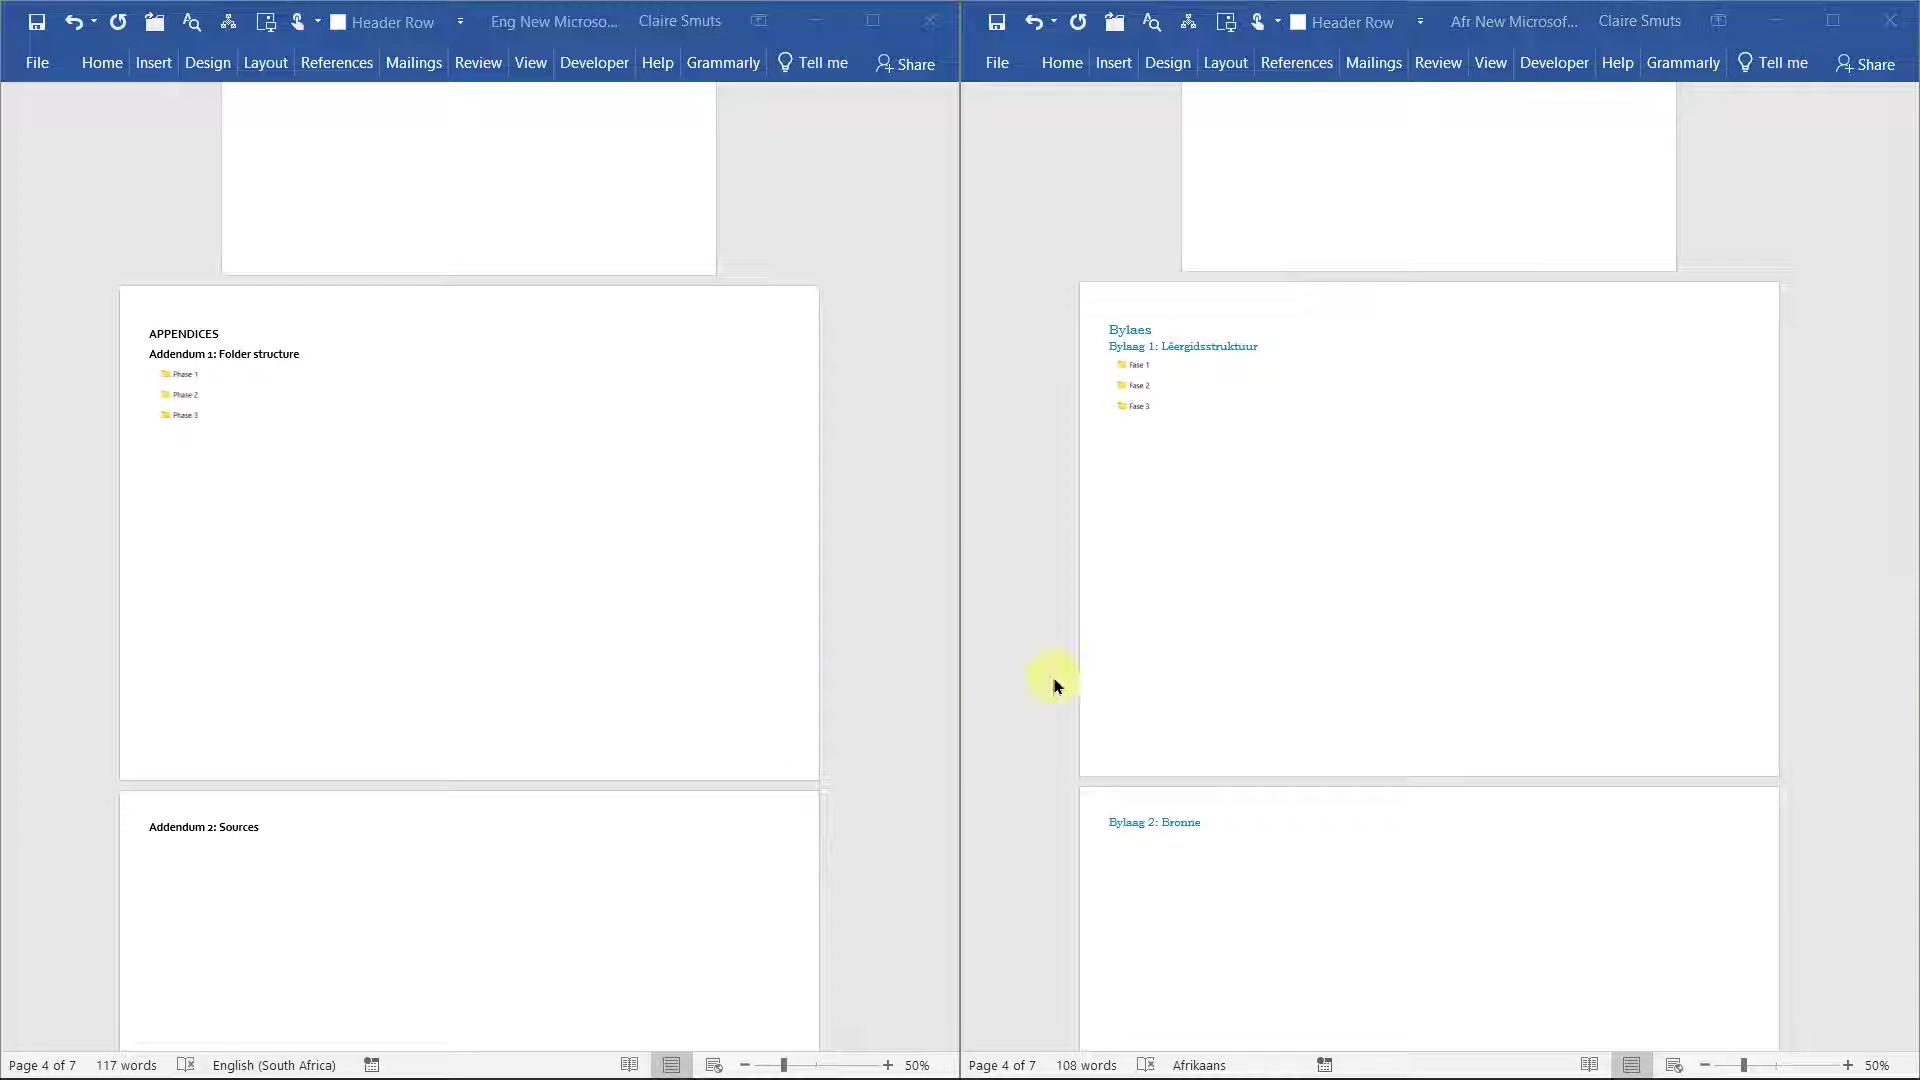 Header Row
Eng New Microso...
Claire Smuts
File Home Insert Design Layout References Mailings Review View Developer Help Grammarly Tell me Share
APPENDICES
Addendum 1: Folder structure
Phase 1
Phase 2
Phase 3
Addendum 2: Sources
Page 4 of 7 117 words English (South Africa) 50%
Header Row
Afr New Microsof...
Claire Smuts
File Home Insert Design Layout References Mailings Review View Developer Help Grammarly Tell me Share
Bylaes
Bylaag 1: Lêergidsstruktuur
Fase 1
Fase 2
Fase 3
Bylaag 2: Bronne
Page 4 of 7 108 words Afrikaans 50%